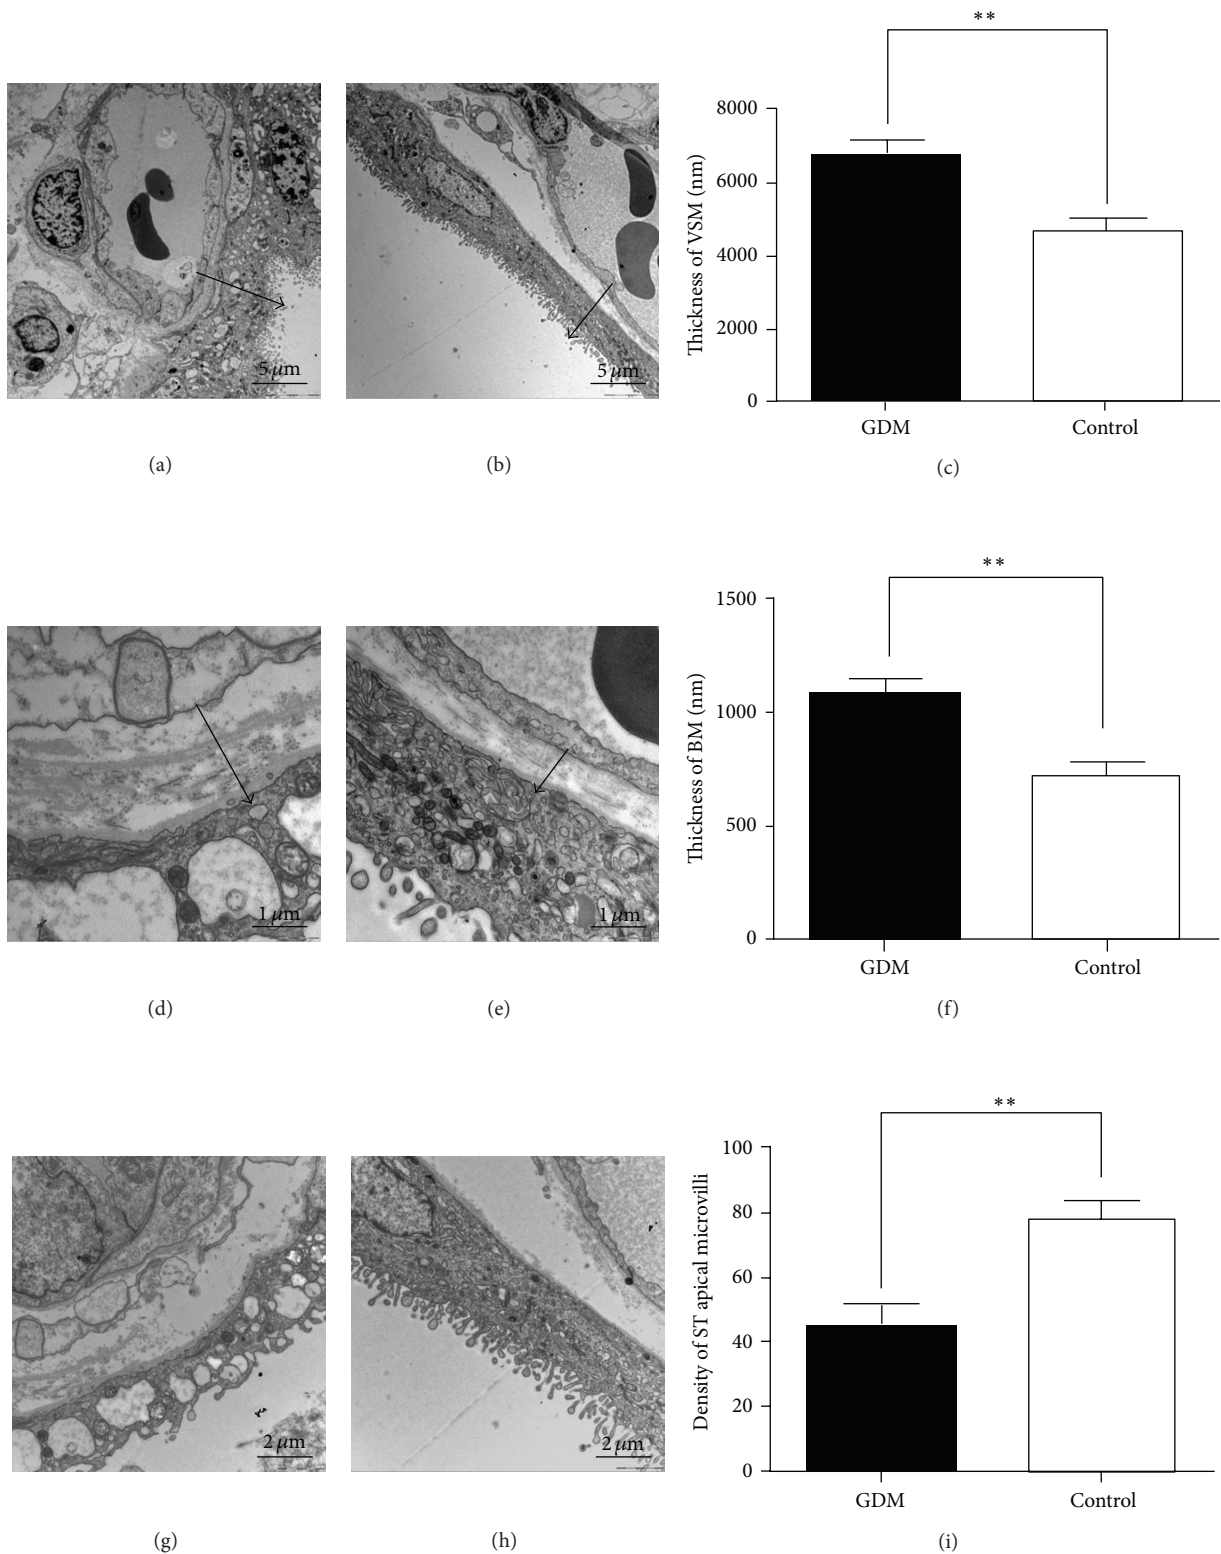 **
8000
6000
4000
2000
0
Thickness of VSM (nm)
GDM
Control
5 μm
5 μm
(a)
(b)
(c)
**
1500
1000
500
0
Thickness of BM (nm)
GDM
Control
1 μm
1 μm
(d)
(e)
(f)
**
100
80
60
40
20
0
Density of ST apical microvilli
GDM
Control
2 μm
2 μm
(g)
(h)
(i)